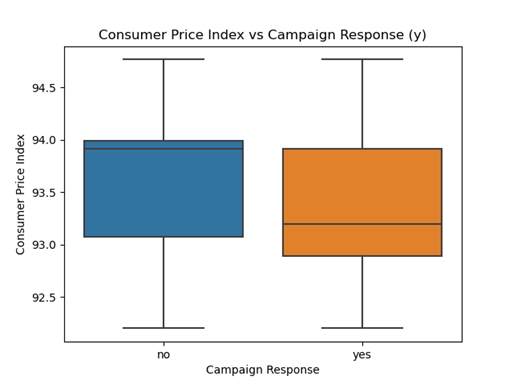 Consumer Price Index vs Campaign Response (y)
Consumer Price Index
94.5
94.0
93.5
93.0
92.5
no
yes
Campaign Response